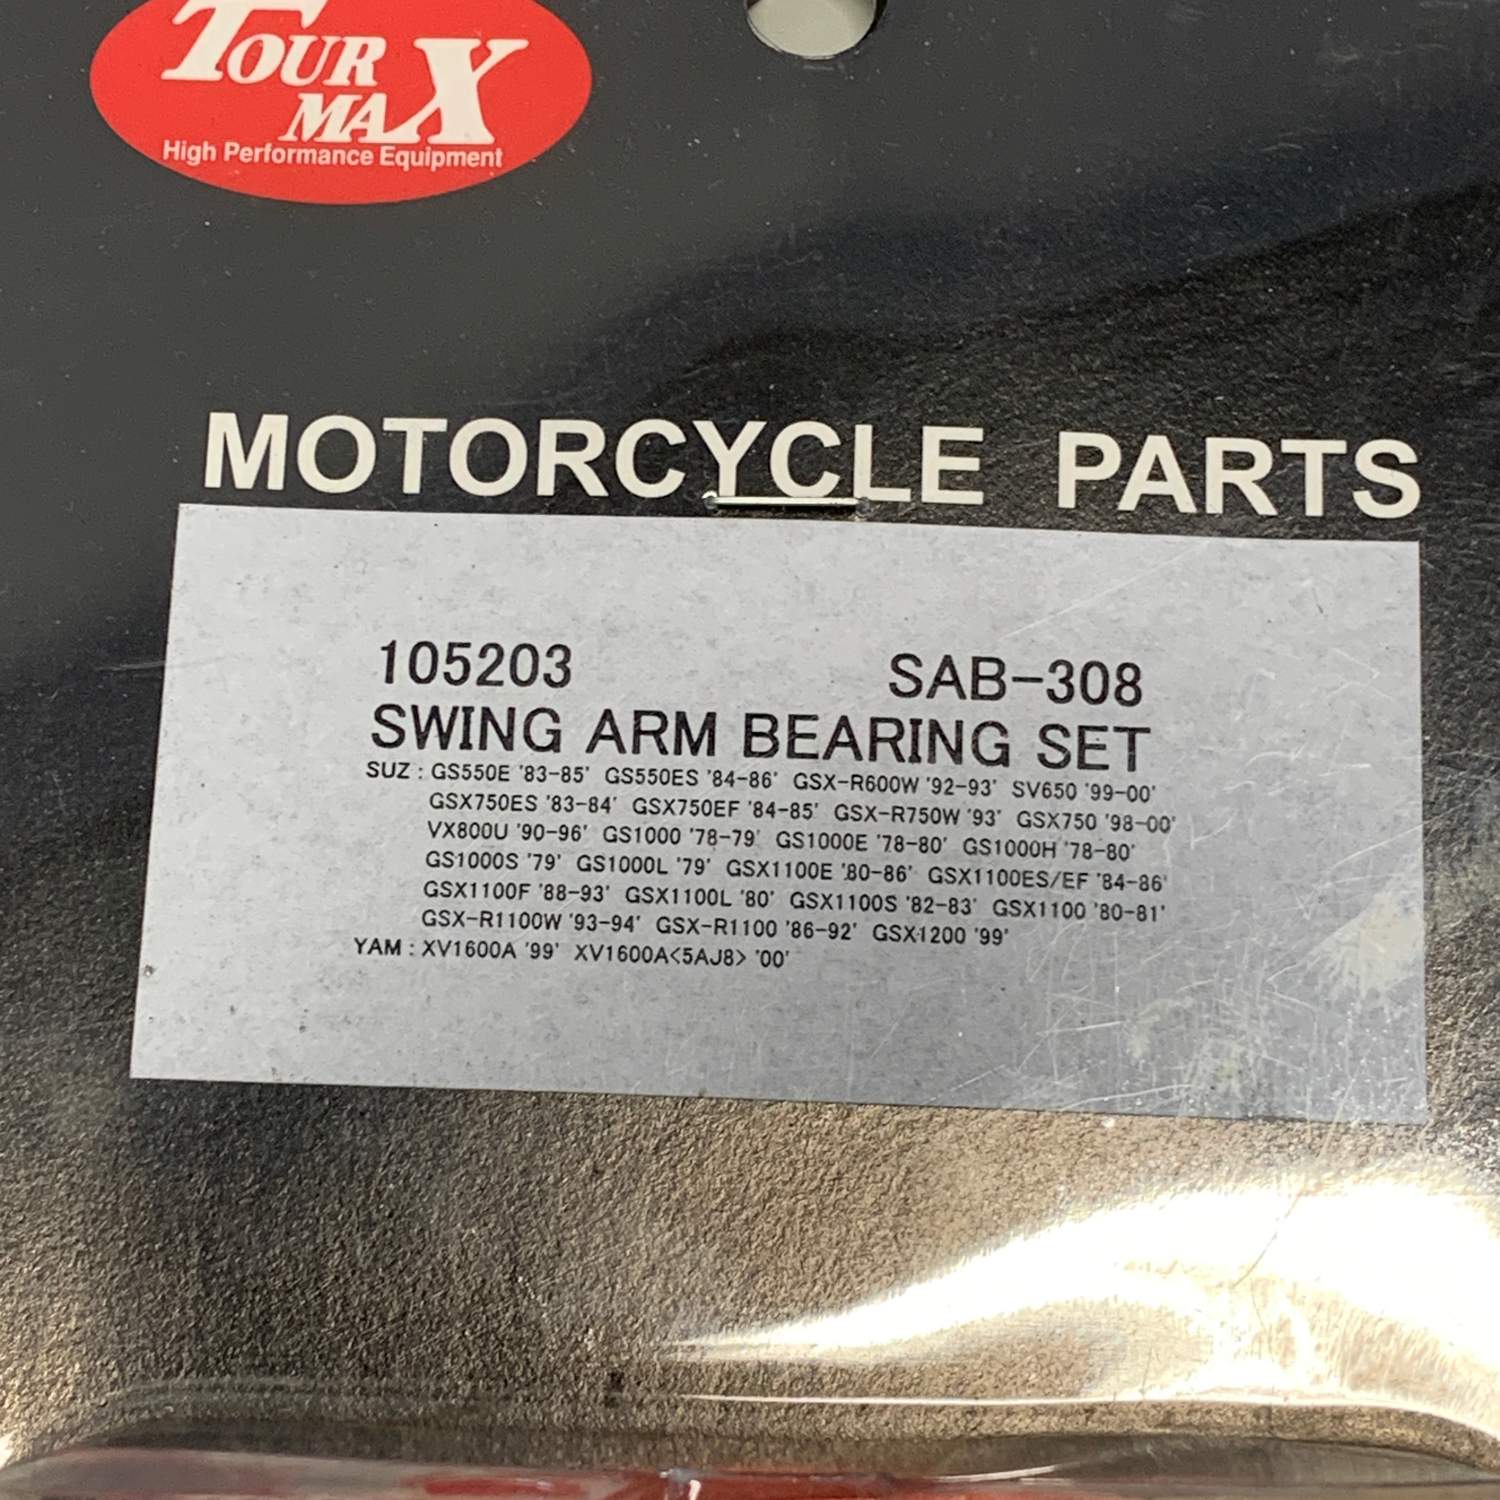 TOUR
MAX
High Performance Equipment
MOTORCYCLE PARTS
105203 SAB-308
SWING ARM BEARING SET
SUZ : GS550E '83-85' GS550ES '84-86' GSX-R600W '92-93' SV650 '99-00'
GSX750ES '83-84' GSX750EF '84-85' GSX-R750W '93' GSX750 '98-00'
VX800U '90-96' GS1000 '78-79' GS1000E '78-80' GS1000H '78-80'
GS1000S '79' GS1000L '79' GSX1100E '80-86' GSX1100ES/EF '84-86'
GSX1100F '88-93' GSX1100L '80' GSX1100S '82-83' GSX1100 '80-81'
GSX-R1100W '93-94' GSX-R1100 '86-92' GSX1200 '99'
YAM : XV1600A '99' XV1600A<5AJ8> '00'